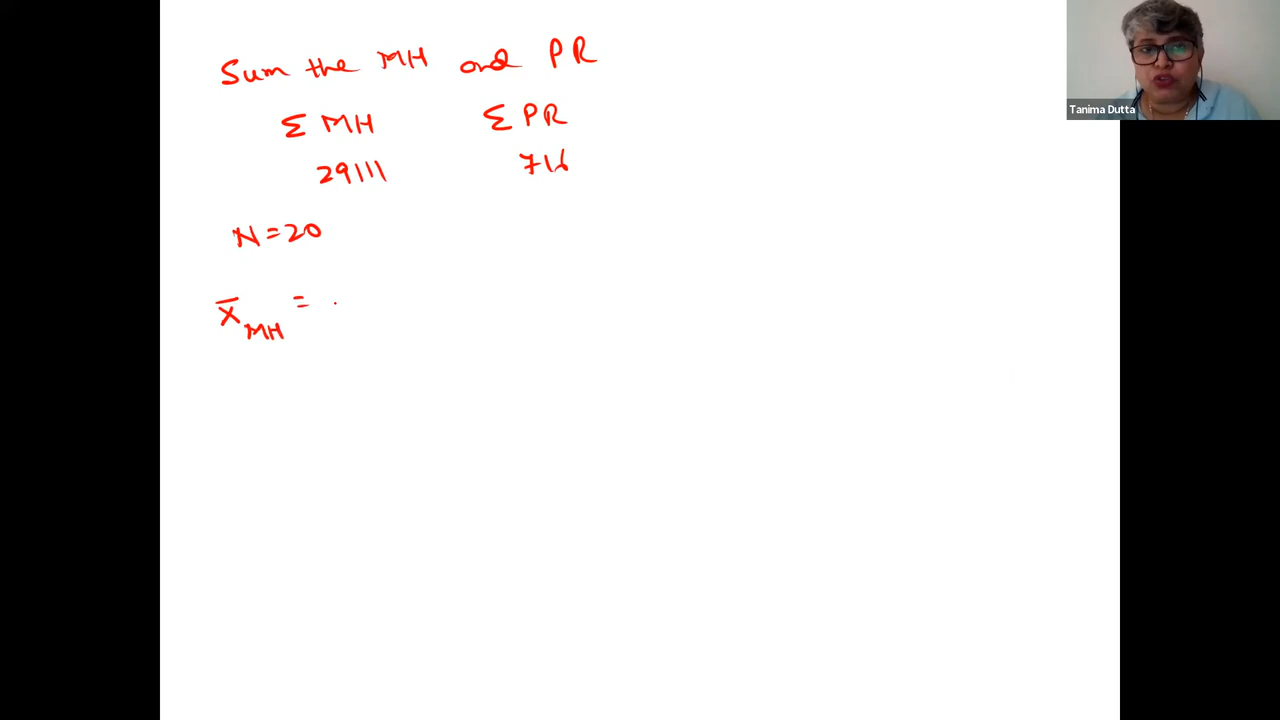 Sum the MH and PR
Σ MH Σ PR
29111 716
N = 20
X̄ MH = 
Tanima Dutta